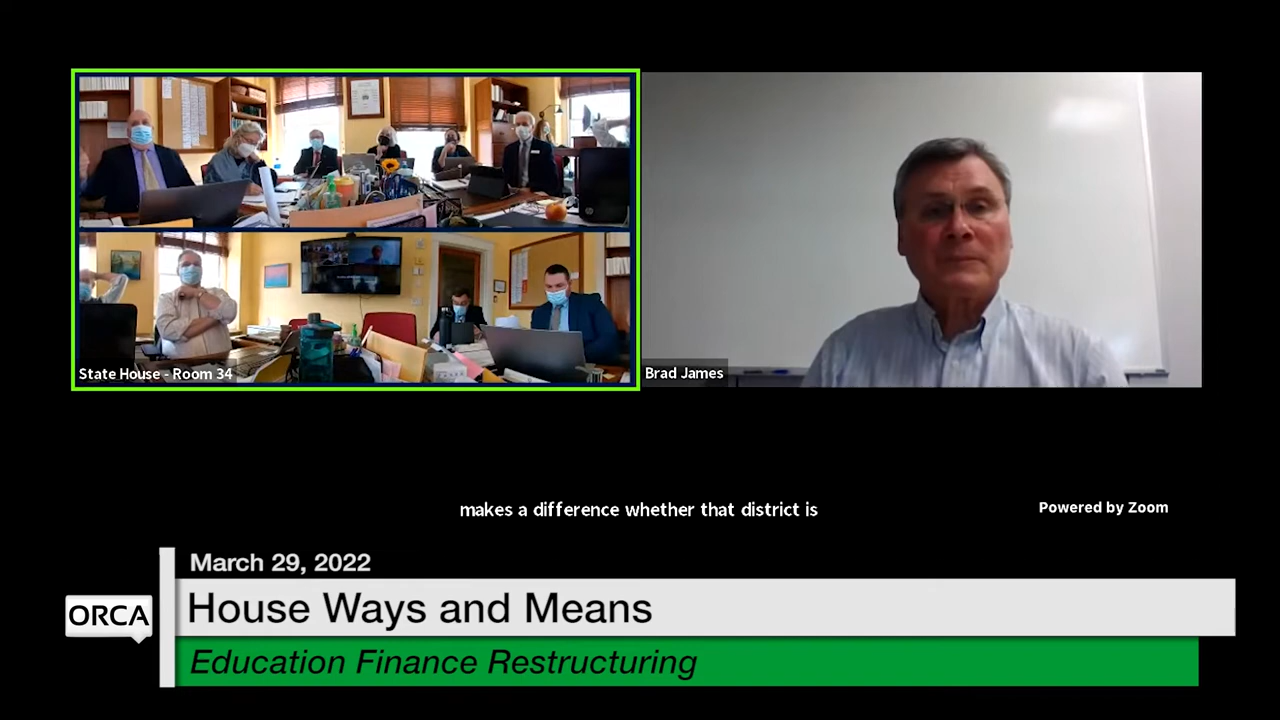 State House - Room 34
Brad James
makes a difference whether that district is
Powered by Zoom
March 29, 2022
ORCA
House Ways and Means
Education Finance Restructuring